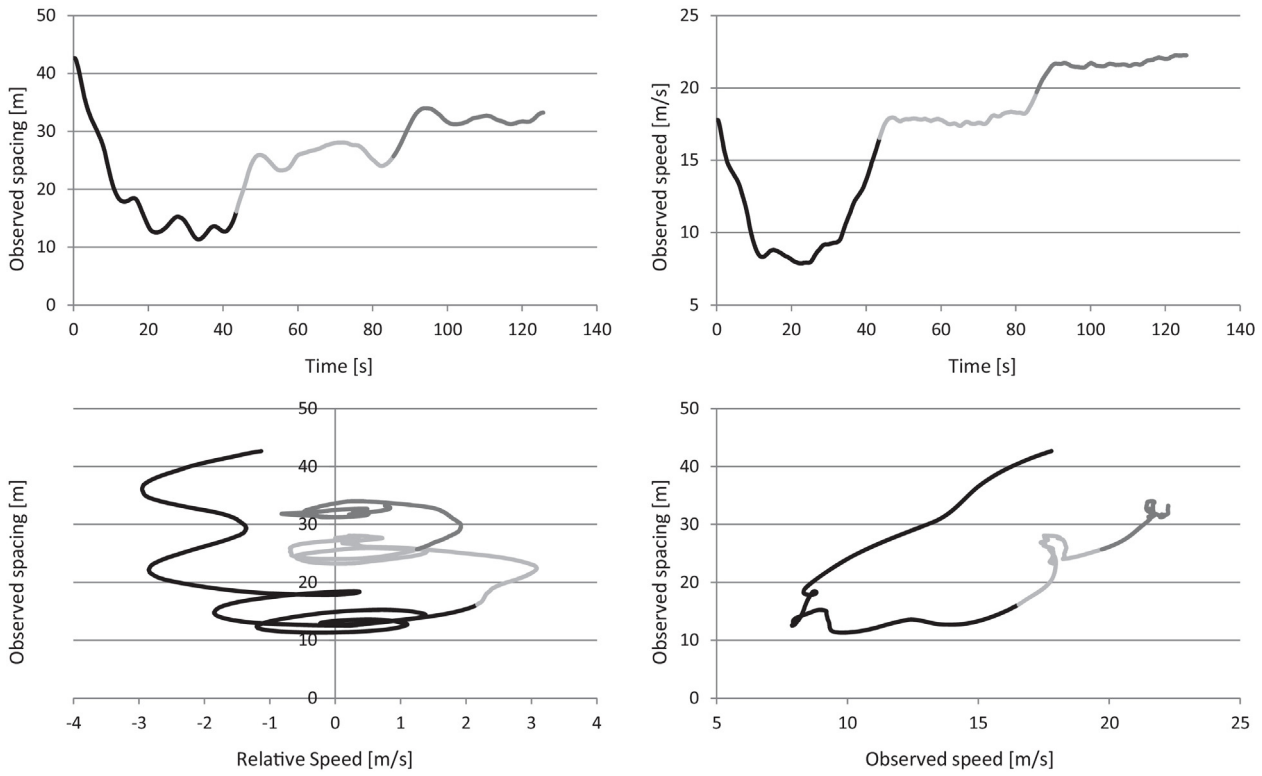 50
40
30
20
10
0
Observed spacing [m]
0 20 40 60 80 100 120 140
Time [s]
25
20
15
10
5
Observed speed [m/s]
0 20 40 60 80 100 120 140
Time [s]
50
40
30
20
10
0
Observed spacing [m]
-4 -3 -2 -1 0 1 2 3 4
Relative Speed [m/s]
50
40
30
20
10
0
Observed spacing [m]
5 10 15 20 25
Observed speed [m/s]